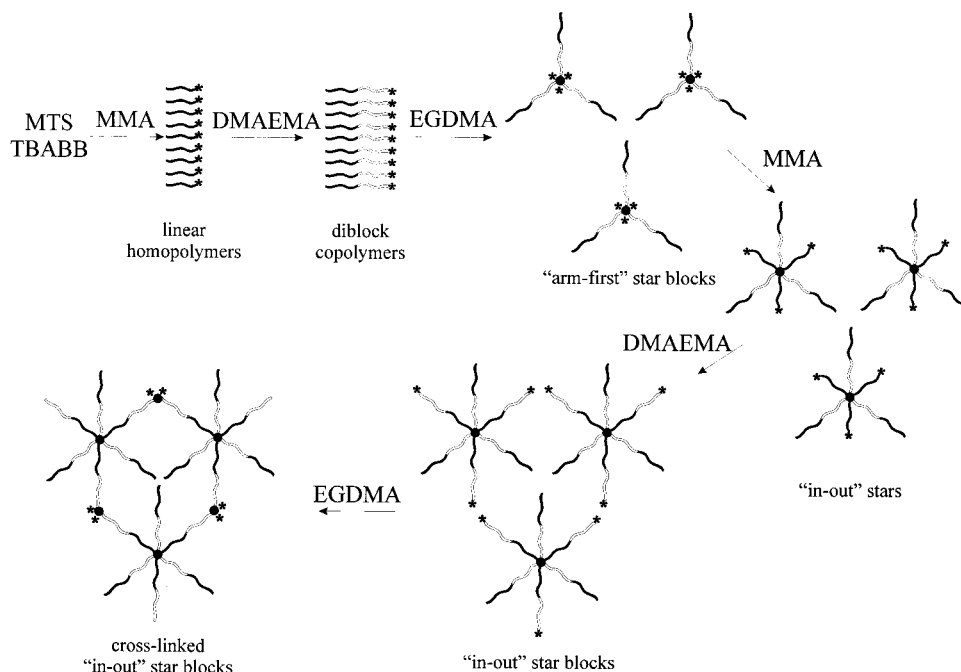 MTS
TBABB
MMA
DMAEMA
EGDMA
linear
homopolymers
diblock
copolymers
“arm-first” star blocks
MMA
“in-out” stars
DMAEMA
“in-out” star blocks
EGDMA
cross-linked
“in-out” star blocks